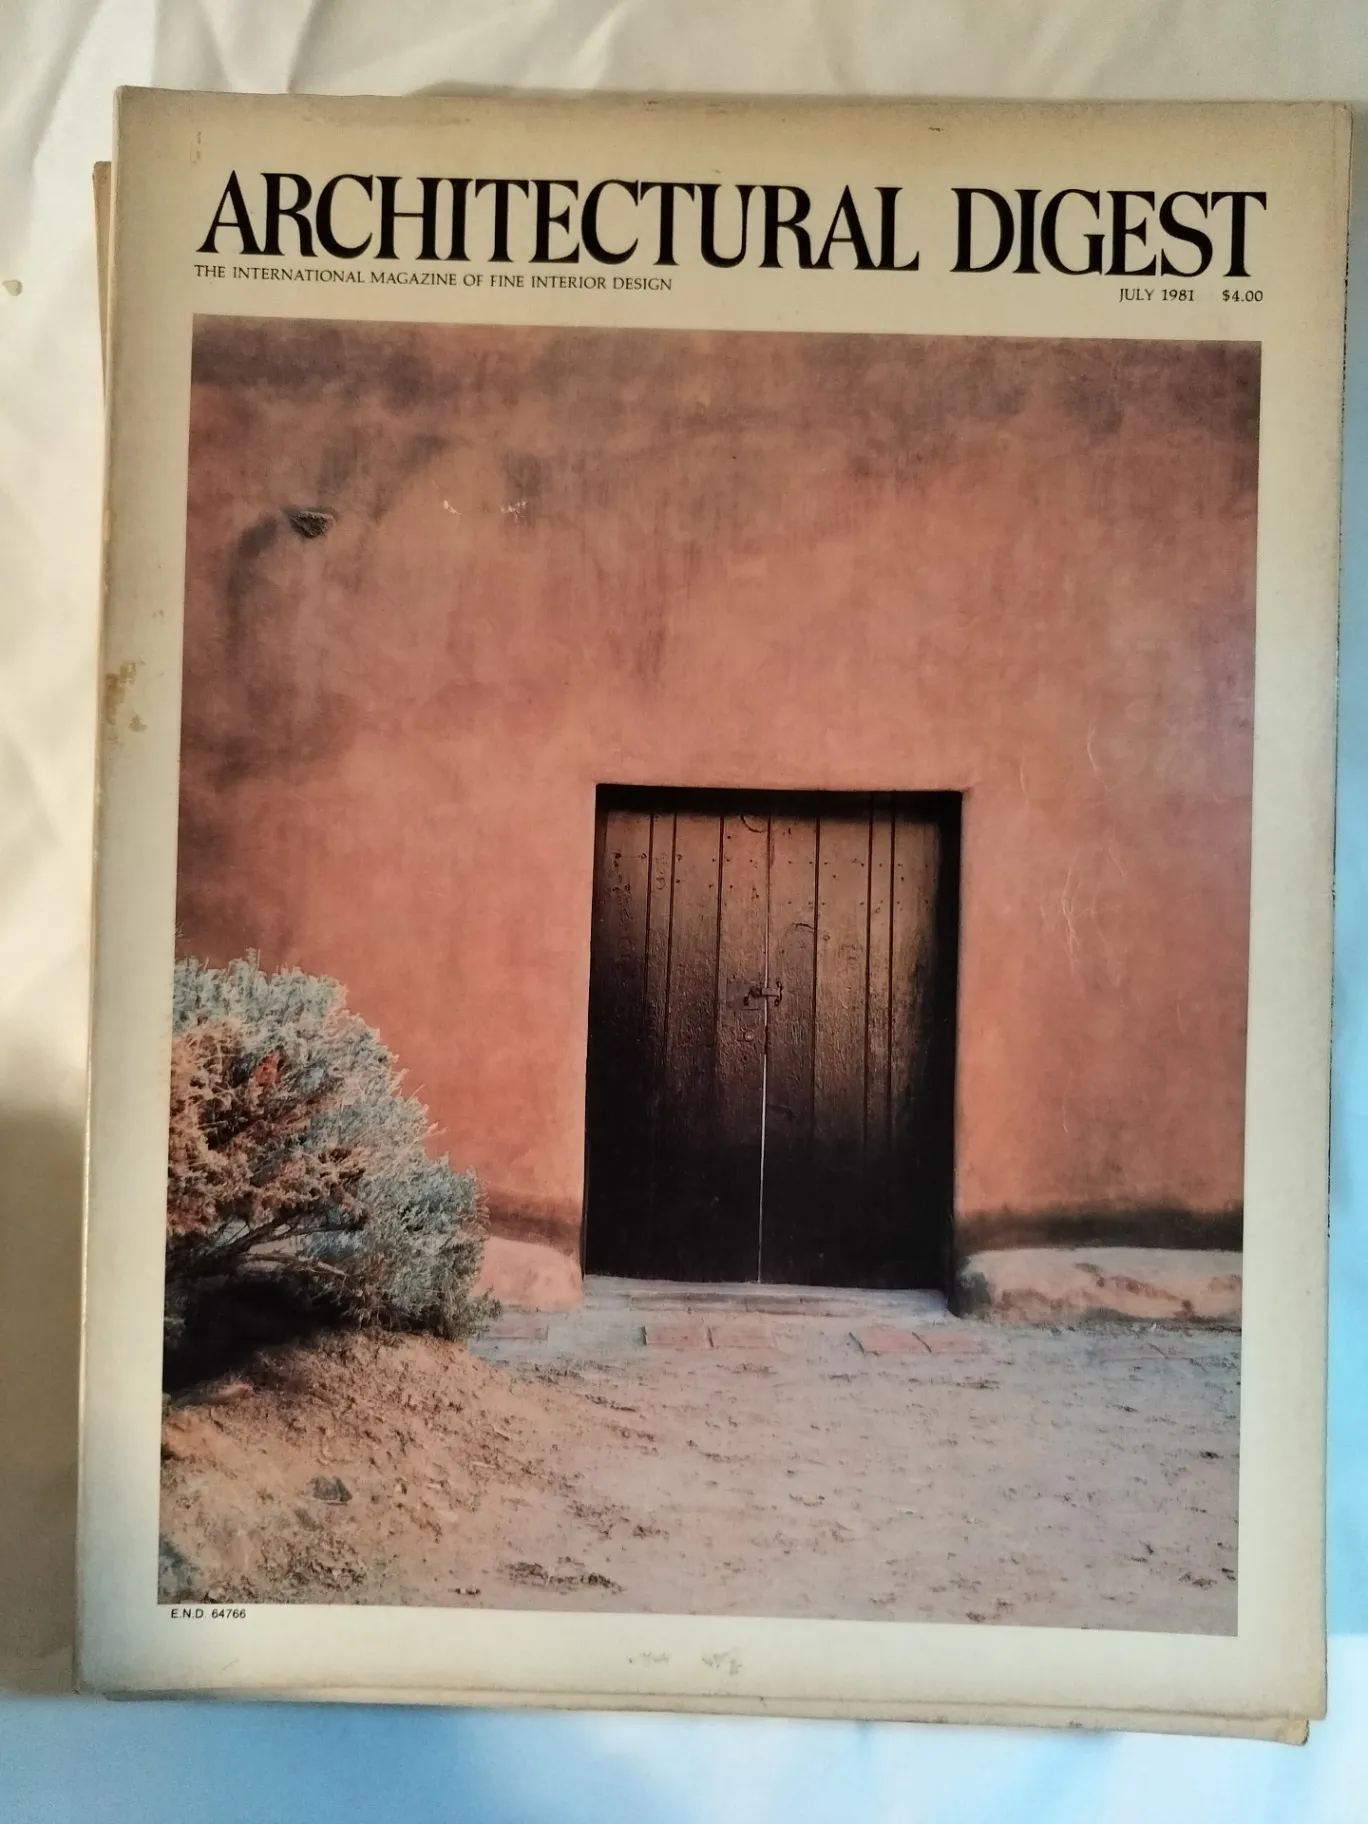 ARCHITECTURAL DIGEST
THE INTERNATIONAL MAGAZINE OF FINE INTERIOR DESIGN
JULY 1981 $4.00
E.N.D. 64766